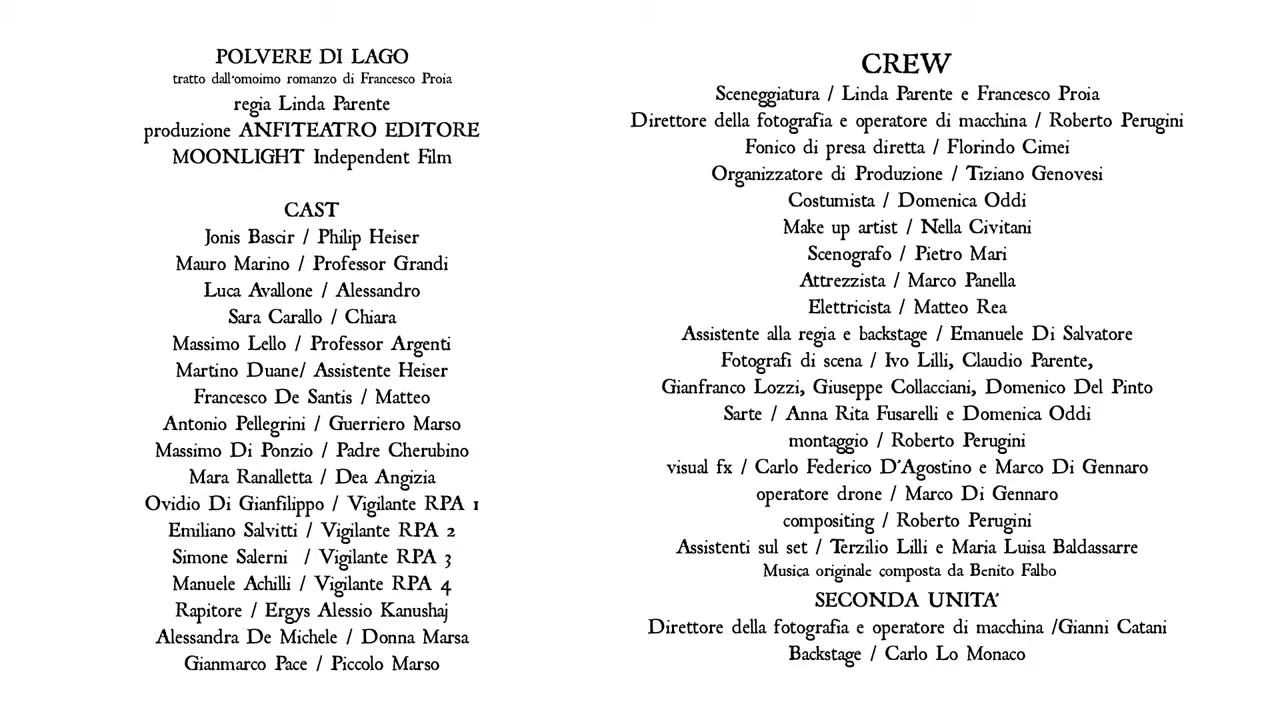 POLVERE DI LAGO
tratto dall'omoimo romanzo di Francesco Proia
regia Linda Parente
produzione ANFITEATRO EDITORE
MOONLIGHT Independent Film
CAST
Jonis Bascir / Philip Heiser
Mauro Marino / Professor Grandi
Luca Avallone / Alessandro
Sara Carallo / Chiara
Massimo Lello / Professor Argenti
Martino Duane/ Assistente Heiser
Francesco De Santis / Matteo
Antonio Pellegrini / Guerriero Marso
Massimo Di Ponzio / Padre Cherubino
Mara Ranalletta / Dea Angizia
Ovidio Di Gianfilippo / Vigilante RPA 1
Emiliano Salvitti / Vigilante RPA 2
Simone Salerni / Vigilante RPA 3
Manuele Achilli / Vigilante RPA 4
Rapitore / Ergys Alessio Kanushaj
Alessandra De Michele / Donna Marsa
Gianmarco Pace / Piccolo Marso
CREW
Sceneggiatura / Linda Parente e Francesco Proia
Direttore della fotografia e operatore di macchina / Roberto Perugini
Fonico di presa diretta / Florindo Cimei
Organizzatore di Produzione / Tiziano Genovesi
Costumista / Domenica Oddi
Make up artist / Nella Civitani
Scenografo / Pietro Mari
Attrezzista / Marco Panella
Elettricista / Matteo Rea
Assistente alla regia e backstage / Emanuele Di Salvatore
Fotografi di scena / Ivo Lilli, Claudio Parente,
Gianfranco Lozzi, Giuseppe Collacciani, Domenico Del Pinto
Sarte / Anna Rita Fusarelli e Domenica Oddi
montaggio / Roberto Perugini
visual fx / Carlo Federico D'Agostino e Marco Di Gennaro
operatore drone / Marco Di Gennaro
compositing / Roberto Perugini
Assistenti sul set / Terzilio Lilli e Maria Luisa Baldassarre
Musica originale composta da Benito Falbo
SECONDA UNITA'
Direttore della fotografia e operatore di macchina /Gianni Catani
Backstage / Carlo Lo Monaco